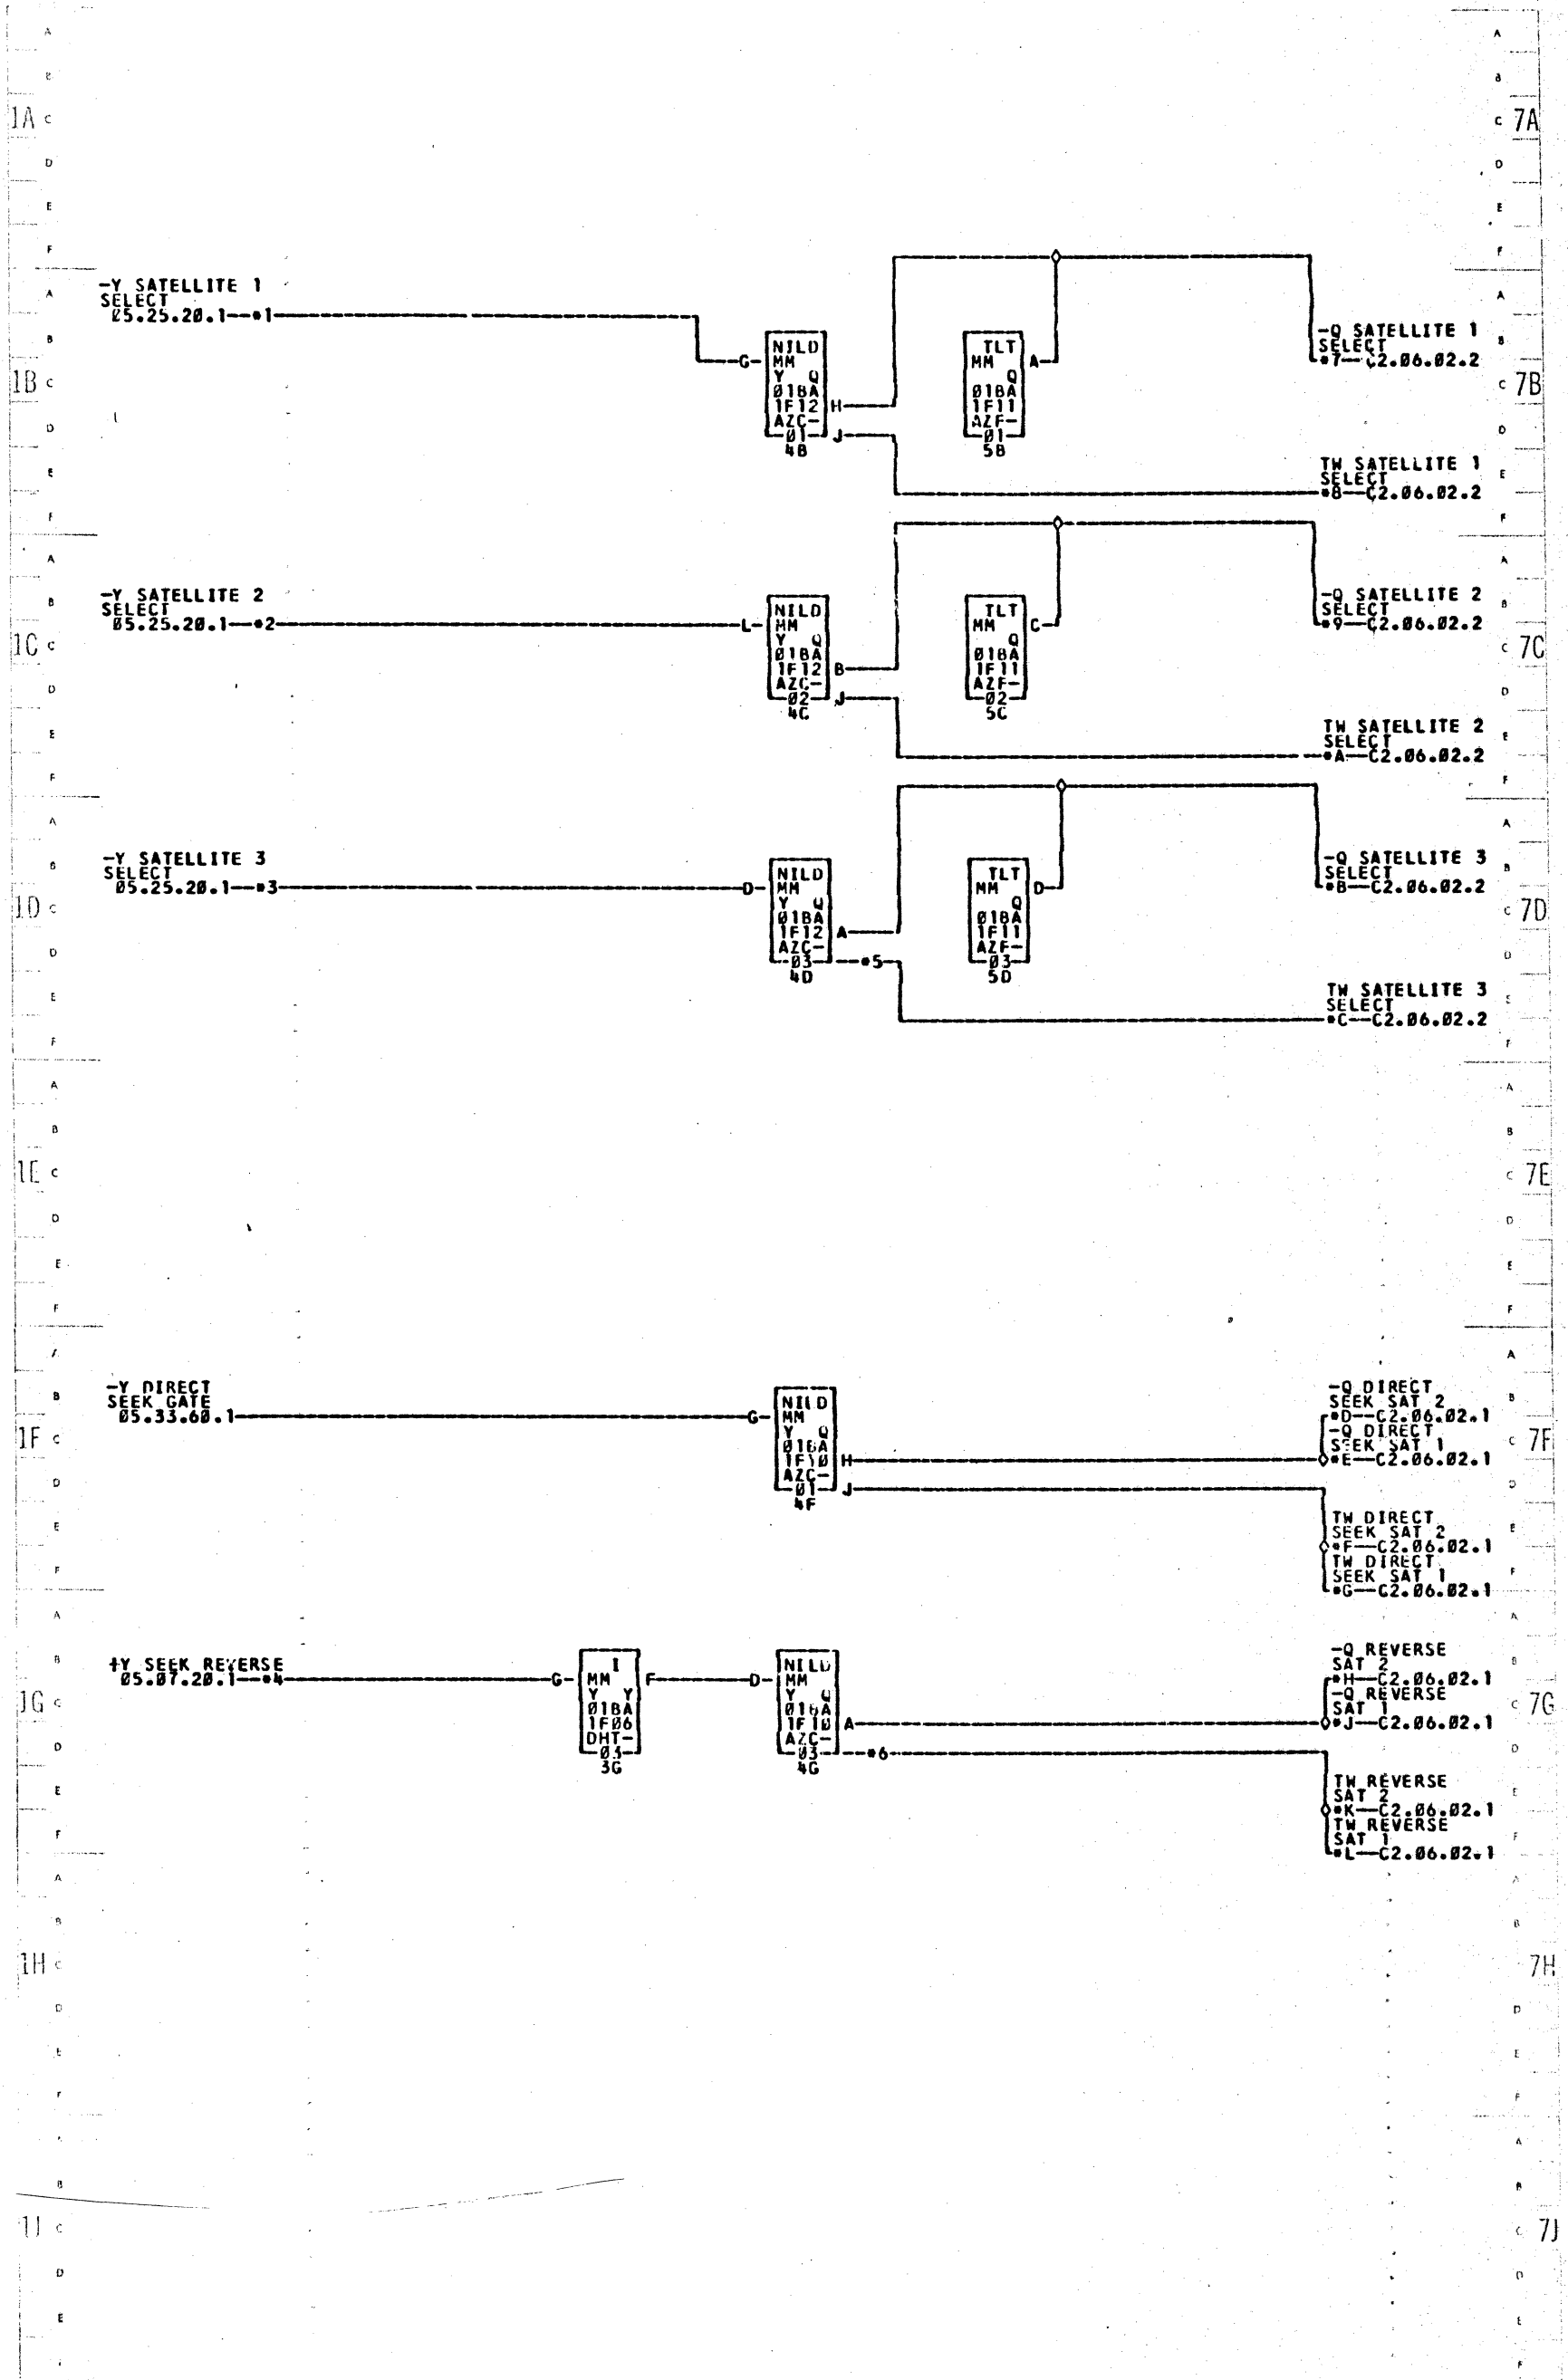 1A
7A
-Y SATELLITE 1
SELECT
05.25.20.1--*1
G
NILD
MM
Y Q
01BA
1F12
AZC-
01
4B
H
J
TLT
MM
Q
01BA
1F11
AZF-
01
5B
A
-Q SATELLITE 1
SELECT
*7--C2.06.02.2
TW SATELLITE 1
SELECT
*8--C2.06.02.2
1B
7B
-Y SATELLITE 2
SELECT
05.25.20.1--*2
L
NILD
MM
Y Q
01BA
1F12
AZC-
02
4C
B
J
TLT
MM
Q
01BA
1F11
AZF-
02
5C
C
-Q SATELLITE 2
SELECT
*9--C2.06.02.2
TW SATELLITE 2
SELECT
*A--C2.06.02.2
1C
7C
-Y SATELLITE 3
SELECT
05.25.20.1--*3
D
NILD
MM
Y Q
01BA
1F12
AZC-
03
4D
A
*5
TLT
MM
Q
01BA
1F11
AZF-
03
5D
D
-Q SATELLITE 3
SELECT
*B--C2.06.02.2
TW SATELLITE 3
SELECT
*C--C2.06.02.2
1D
7D
1E
7E
-Y DIRECT
SEEK GATE
05.33.60.1
G
NILD
MM
Y Q
01BA
1F10
AZC-
01
4F
H
J
-Q DIRECT
SEEK SAT 2
*D--C2.06.02.1
-Q DIRECT
SEEK SAT 1
*E--C2.06.02.1
TW DIRECT
SEEK SAT 2
*F--C2.06.02.1
TW DIRECT
SEEK SAT 1
*G--C2.06.02.1
1F
7F
+Y SEEK REVERSE
05.07.20.1--*4
G
I
MM
Y Y
01BA
1F06
DHT-
03
3G
F
D
NILD
MM
Y Q
01BA
1F10
AZC-
03
4G
A
*6
-Q REVERSE
SAT 2
*H--C2.06.02.1
-Q REVERSE
SAT 1
*J--C2.06.02.1
TW REVERSE
SAT 2
*K--C2.06.02.1
TW REVERSE
SAT 1
*L--C2.06.02.1
1G
7G
1H
7H
1J
7J